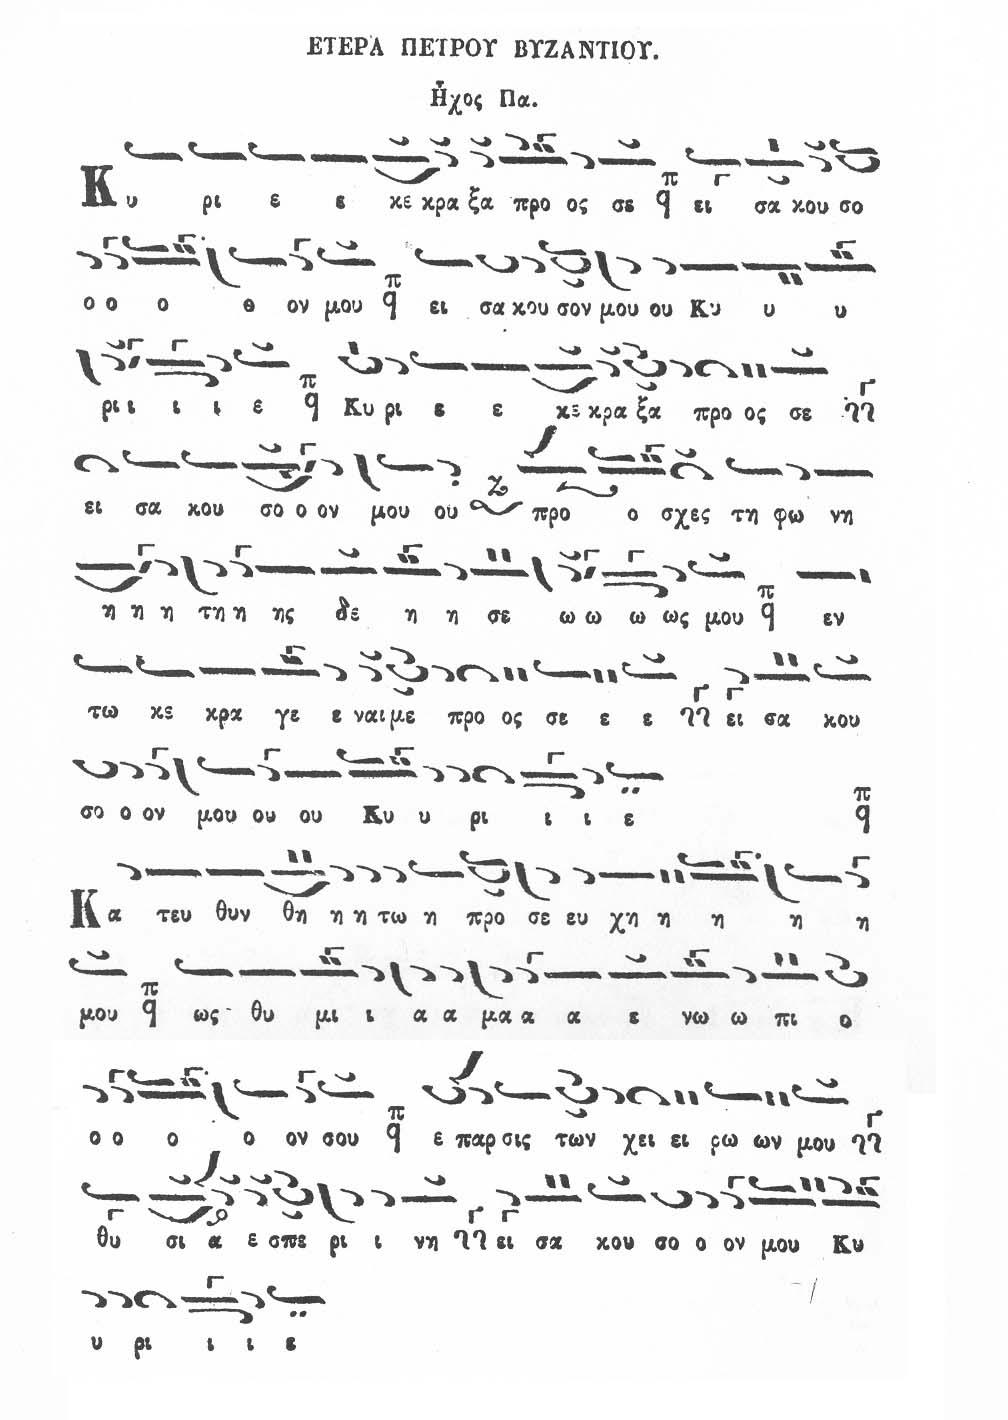 ΕΤΕΡΑ ΠΕΤΡΟΥ ΒΥΖΑΝΤΙΟΥ.
Ἦχος Πα.
Κ υ ρι ε ε κε κρα ξα προ ος σε π q ει σα κου σο
ο ο ο θ ον μου π q ει σα κου σον μου ου Κυ υ υ
ρι ι ι ι ε π q Κυ ρι ε ε κε κρα ξα προ ος σε
ει σα κου σο ο ον μου ου προ ο σχες τη φω νη
η η η τη η ης δε η η σε ω ω ω ως μου π q εν
τω κε κρα γε ε ναι με προ ος σε ε ε ει σα κου
σο ο ον μου ου ου Κυ υ ρι ι ι ε π q
Κ α τευ θυν θη η η τω η προ σε ευ χη η η η η
μου π q ως θυ μι ι α α μα α α ε νω ω πι ο
ο ο ο ο ον σου π q ε παρ σις των χει ει ρω ων μου
θυ σι α ε σπε ρι ι νη ει σα κου σο ο ον μου Κυ
υ ρι ι ι ε